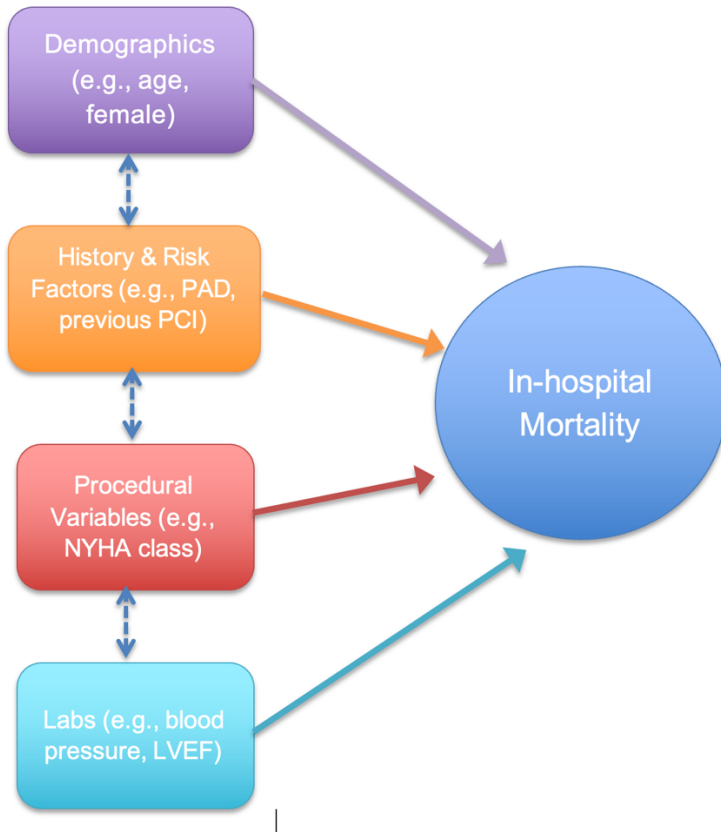 Demographics
(e.g., age,
female)
History & Risk
Factors (e.g., PAD,
previous PCI)
In-hospital
Mortality
Procedural
Variables (e.g.,
NYHA class)
Labs (e.g., blood
pressure, LVEF)